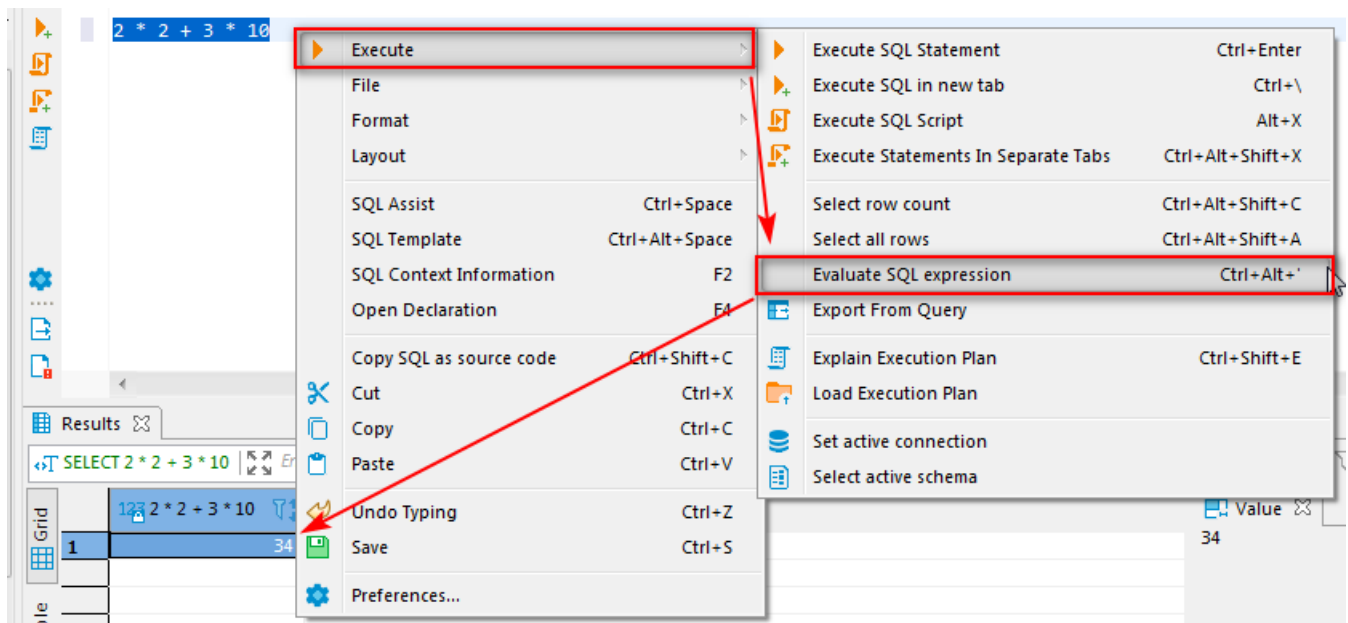 2 * 2 + 3 * 10
Execute
File
Format
Layout
SQL Assist Ctrl+Space
SQL Template Ctrl+Alt+Space
SQL Context Information F2
Open Declaration F4
Copy SQL as source code Ctrl+Shift+C
Cut Ctrl+X
Copy Ctrl+C
Paste Ctrl+V
Undo Typing Ctrl+Z
Save Ctrl+S
Preferences...
Execute SQL Statement Ctrl+Enter
Execute SQL in new tab Ctrl+\
Execute SQL Script Alt+X
Execute Statements In Separate Tabs Ctrl+Alt+Shift+X
Select row count Ctrl+Alt+Shift+C
Select all rows Ctrl+Alt+Shift+A
Evaluate SQL expression Ctrl+Alt+'
Export From Query
Explain Execution Plan Ctrl+Shift+E
Load Execution Plan
Set active connection
Select active schema
Results
SELECT 2 * 2 + 3 * 10
Grid
123 2 * 2 + 3 * 10
1 34
Value
34